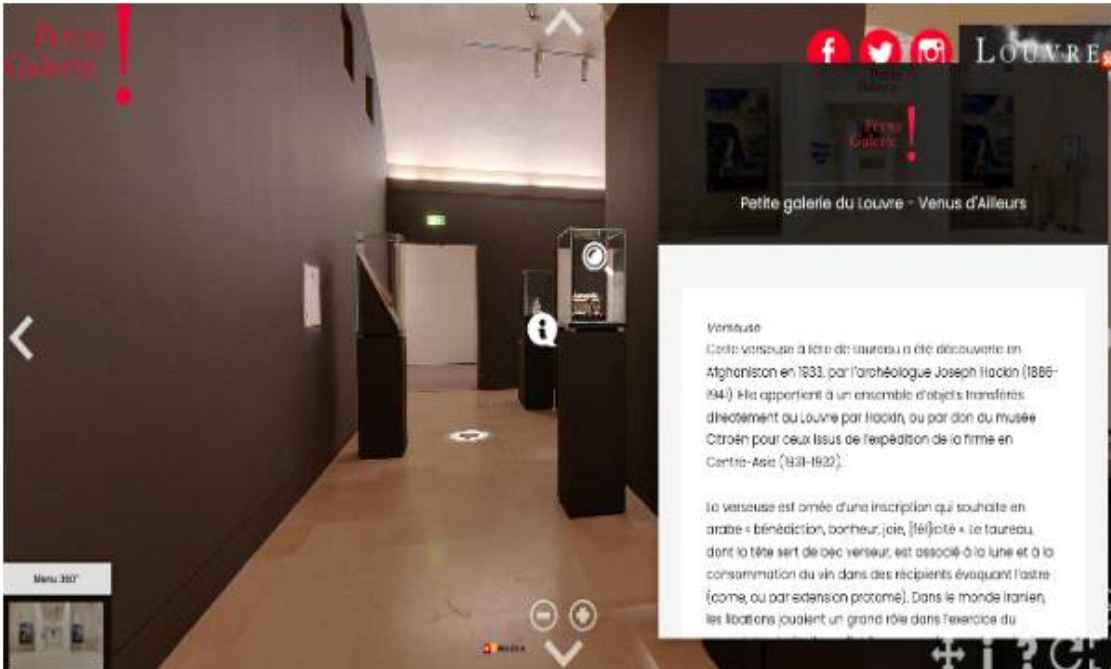 Petite
Galerie !
LOUVRE
Petite
Galerie
Petite
Galerie !
Petite galerie du Louvre - Venus d'Ailleurs
Verseuse
Cette verseuse à tête de taureau a été découverte en
Afghanistan en 1933, par l'archéologue Joseph Hackin (1886-
1941). Elle appartient à un ensemble d'objets transférés
directement au Louvre par Hackin, ou par don du musée
Citroën pour ceux issus de l'expédition de la firme en
Centre-Asie (1931-1932).
La verseuse est ornée d'une inscription qui souhaite en
arabe « bénédiction, bonheur, joie, [fél]icité ». Le taureau,
dont la tête sert de bec verseur, est associé à la lune et à la
consommation du vin dans des récipients évoquant l'astre
(corne, ou par extension protomé). Dans le monde iranien,
les libations jouaient un grand rôle dans l'exercice du
Menu 360°